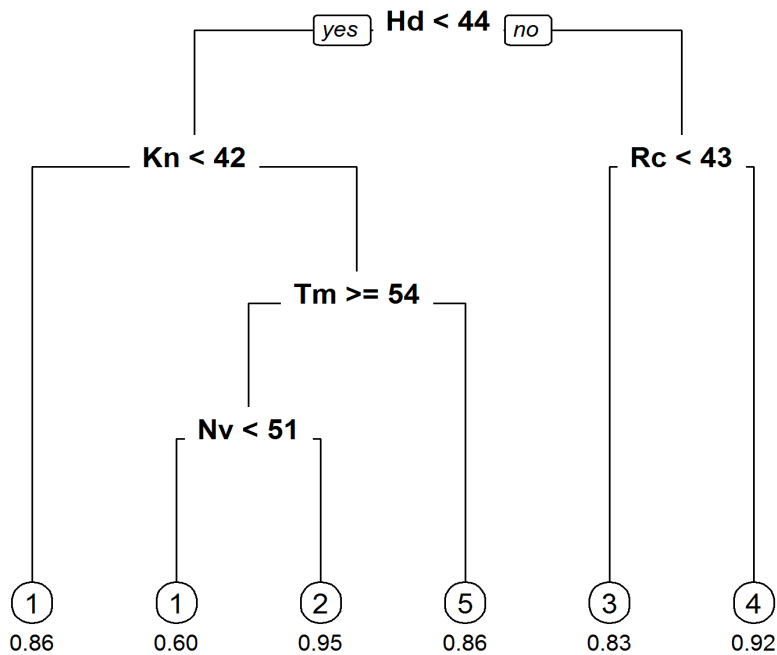 yes Hd < 44 no
Kn < 42 Rc < 43
Tm >= 54
Nv < 51
1 1 2 5 3 4
0.86 0.60 0.95 0.86 0.83 0.92